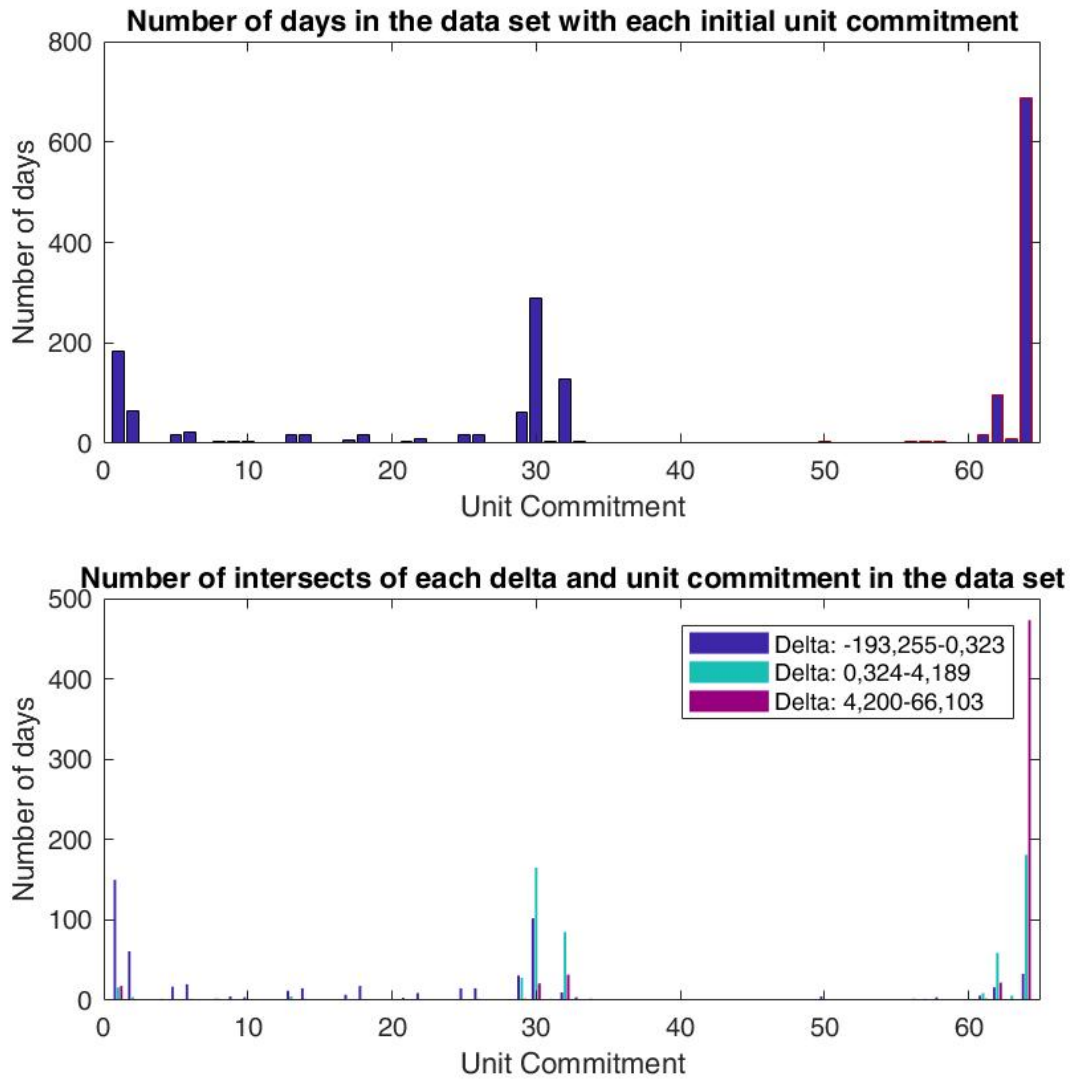 Number of days in the data set with each initial unit commitment
800
600
400
200
0
Number of days
0 10 20 30 40 50 60
Unit Commitment
Number of intersects of each delta and unit commitment in the data set
500
400
300
200
100
0
Number of days
Delta: -193,255-0,323
Delta: 0,324-4,189
Delta: 4,200-66,103
0 10 20 30 40 50 60
Unit Commitment